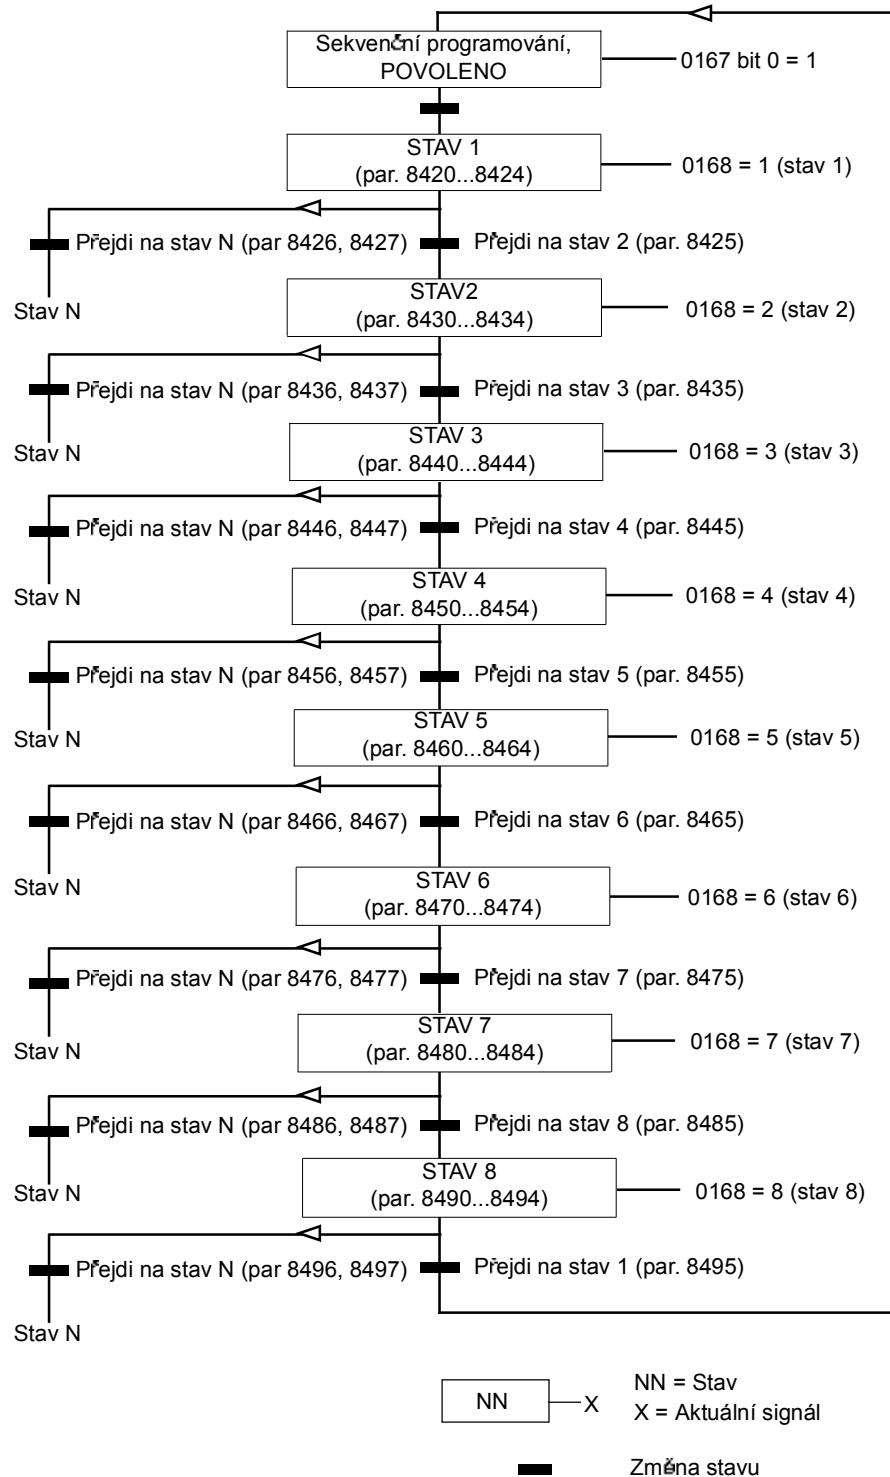 Sekvenční programování,
POVOLENO
0167 bit 0 = 1
STAV 1
(par. 8420...8424)
0168 = 1 (stav 1)
Přejdi na stav N (par 8426, 8427)
Přejdi na stav 2 (par. 8425)
Stav N
STAV2
(par. 8430...8434)
0168 = 2 (stav 2)
Přejdi na stav N (par 8436, 8437)
Přejdi na stav 3 (par. 8435)
Stav N
STAV 3
(par. 8440...8444)
0168 = 3 (stav 3)
Přejdi na stav N (par 8446, 8447)
Přejdi na stav 4 (par. 8445)
Stav N
STAV 4
(par. 8450...8454)
0168 = 4 (stav 4)
Přejdi na stav N (par 8456, 8457)
Přejdi na stav 5 (par. 8455)
Stav N
STAV 5
(par. 8460...8464)
0168 = 5 (stav 5)
Přejdi na stav N (par 8466, 8467)
Přejdi na stav 6 (par. 8465)
Stav N
STAV 6
(par. 8470...8474)
0168 = 6 (stav 6)
Přejdi na stav N (par 8476, 8477)
Přejdi na stav 7 (par. 8475)
Stav N
STAV 7
(par. 8480...8484)
0168 = 7 (stav 7)
Přejdi na stav N (par 8486, 8487)
Přejdi na stav 8 (par. 8485)
Stav N
STAV 8
(par. 8490...8494)
0168 = 8 (stav 8)
Přejdi na stav N (par 8496, 8497)
Přejdi na stav 1 (par. 8495)
Stav N
NN
X
NN = Stav
X = Aktuální signál
Změna stavu